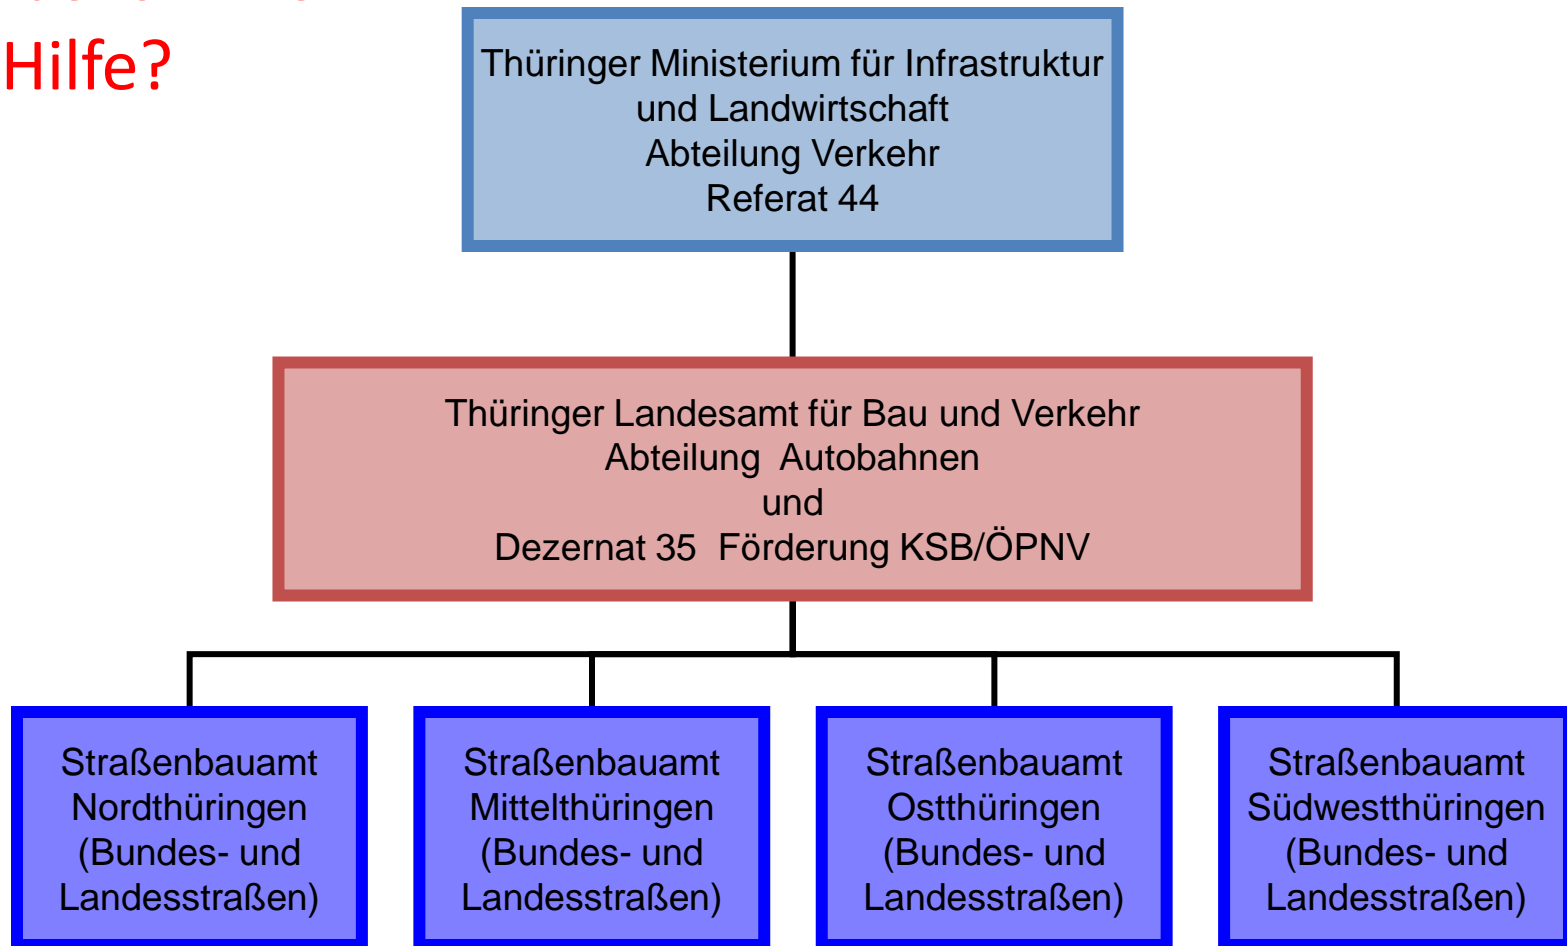 Hilfe?
Thüringer Ministerium für Infrastruktur
und Landwirtschaft
Abteilung Verkehr
Referat 44
Thüringer Landesamt für Bau und Verkehr
Abteilung Autobahnen
und
Dezernat 35 Förderung KSB/ÖPNV
Straßenbauamt
Nordthüringen
(Bundes- und
Landesstraßen)
Straßenbauamt
Mittelthüringen
(Bundes- und
Landesstraßen)
Straßenbauamt
Ostthüringen
(Bundes- und
Landesstraßen)
Straßenbauamt
Südwestthüringen
(Bundes- und
Landesstraßen)